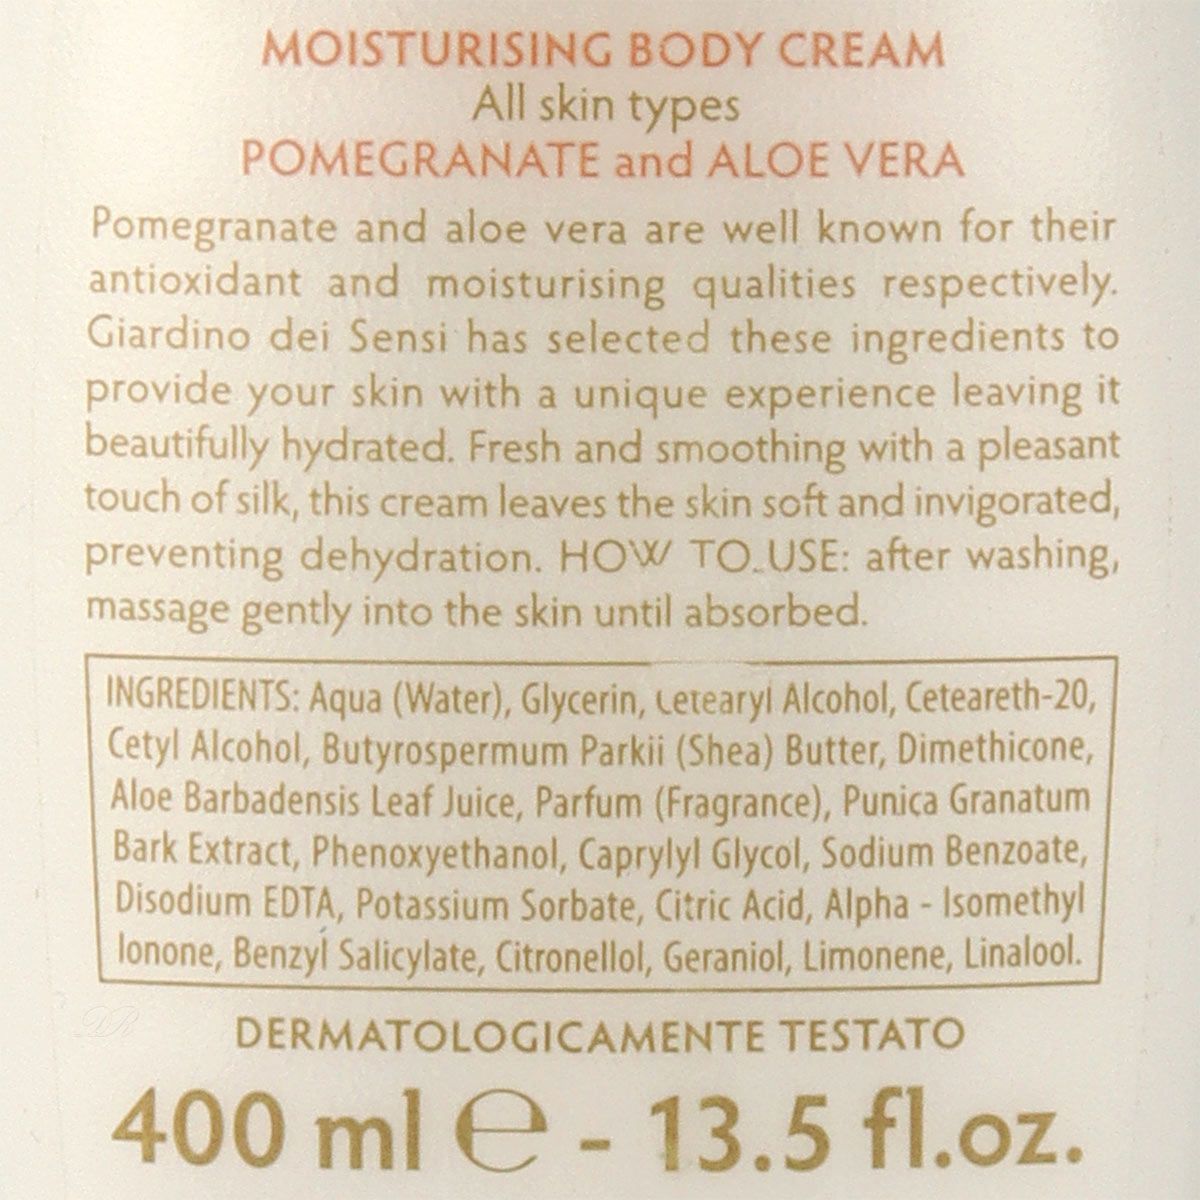 MOISTURISING BODY CREAM
All skin types
POMEGRANATE and ALOE VERA
Pomegranate and aloe vera are well known for their
antioxidant and moisturising qualities respectively.
Giardino dei Sensi has selected these ingredients to
provide your skin with a unique experience leaving it
beautifully hydrated. Fresh and smoothing with a pleasant
touch of silk, this cream leaves the skin soft and invigorated,
preventing dehydration. HOW TO USE: after washing,
massage gently into the skin until absorbed.
INGREDIENTS: Aqua (Water), Glycerin, Cetearyl Alcohol, Ceteareth-20,
Cetyl Alcohol, Butyrospermum Parkii (Shea) Butter, Dimethicone,
Aloe Barbadensis Leaf Juice, Parfum (Fragrance), Punica Granatum
Bark Extract, Phenoxyethanol, Caprylyl Glycol, Sodium Benzoate,
Disodium EDTA, Potassium Sorbate, Citric Acid, Alpha - Isomethyl
Ionone, Benzyl Salicylate, Citronellol, Geraniol, Limonene, Linalool.
DERMATOLOGICAMENTE TESTATO
400 ml ℮ - 13.5 fl.oz.